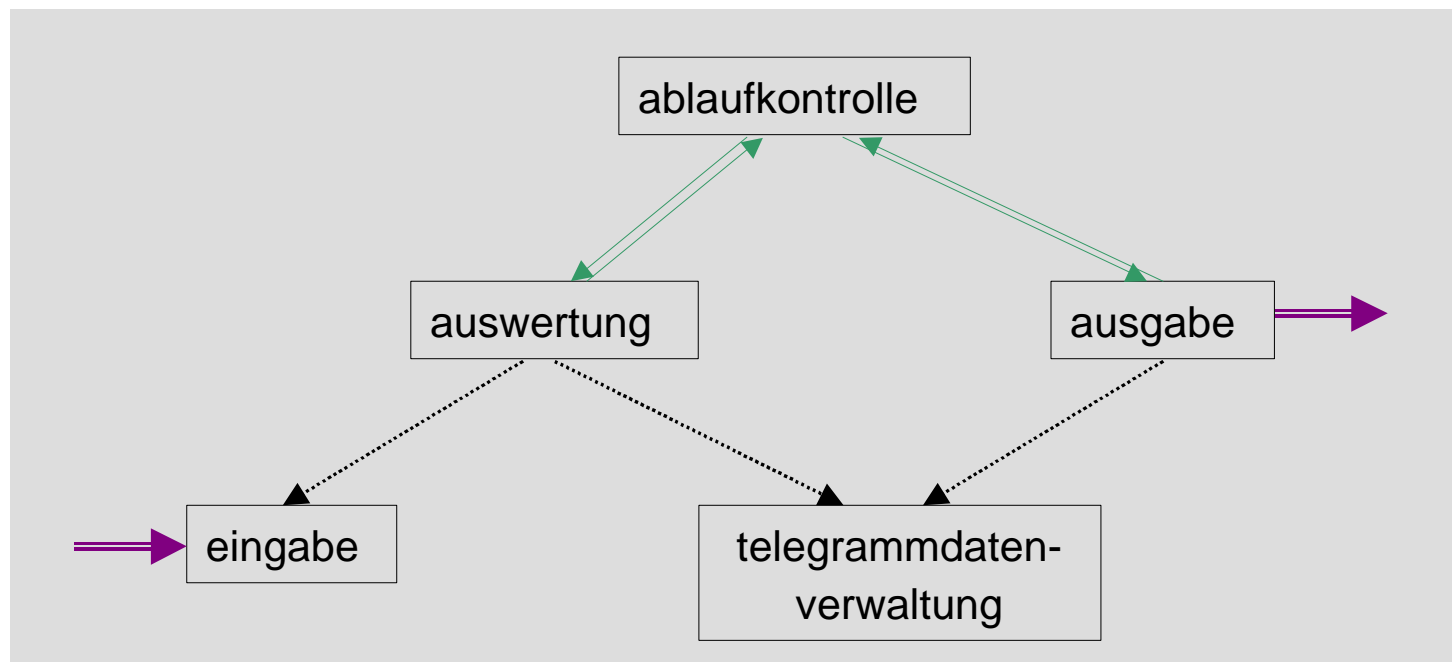 ablaufkontrolle
auswertung
ausgabe
eingabe
telegrammdaten-
verwaltung